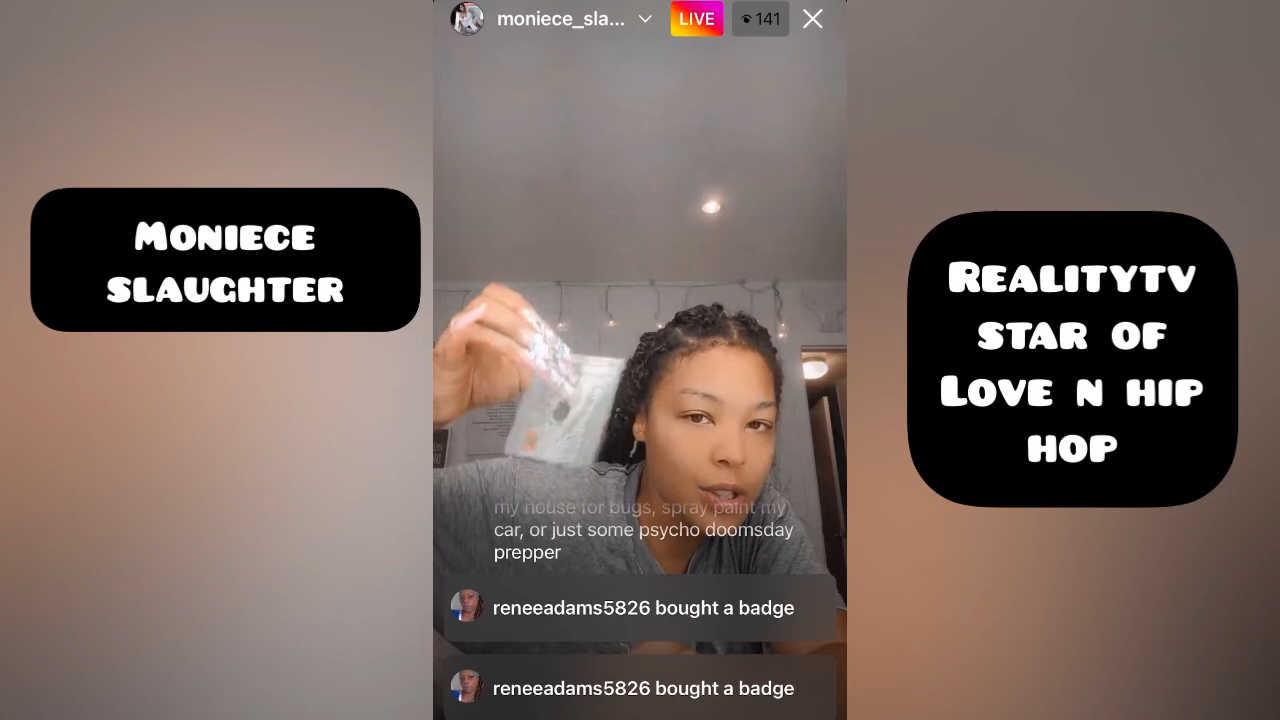 moniece_sla...
LIVE
141
Moniece
slaughter
Realitytv
star of
Love n hip
hop
my house for bugs, spray paint my
car, or just some psycho doomsday
prepper
reneeadams5826 bought a badge
reneeadams5826 bought a badge